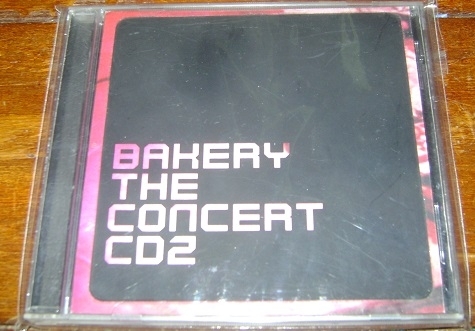 BAKERY
THE
CONCERT
CD2